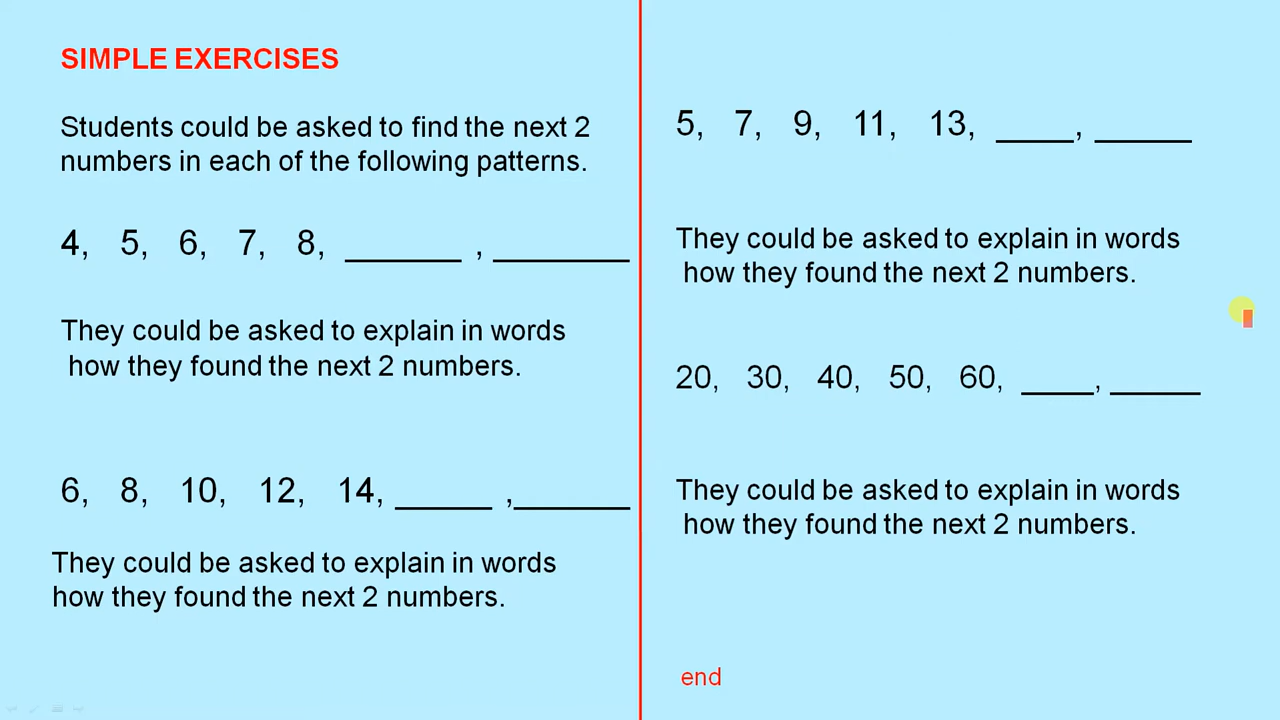 SIMPLE EXERCISES
Students could be asked to find the next 2
numbers in each of the following patterns.
4, 5, 6, 7, 8, ______ , _______
They could be asked to explain in words
how they found the next 2 numbers.
6, 8, 10, 12, 14, _____ ,______
They could be asked to explain in words
how they found the next 2 numbers.
5, 7, 9, 11, 13, ____, _____
They could be asked to explain in words
how they found the next 2 numbers.
20, 30, 40, 50, 60, ____, _____
They could be asked to explain in words
how they found the next 2 numbers.
end